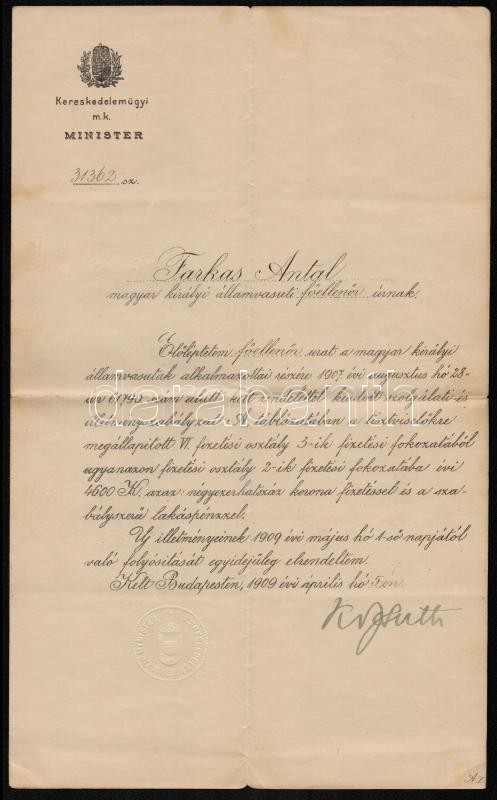 Kereskedelemügyi
m.k.
MINISTER
31362 sz.
Farkas Antal
magyar királyi államvasuti főellenőr úrnak.
Előléptetem főellenőr urat a magyar királyi
államvasutak alkalmazottai részére 1907. évi augusztus hó 28-
án szám alatt kelt rendelettel kiadott szolgálati és
illetményszabályzat A. táblázatában a tisztviselőkre
megállapitott VI fizetési osztály 3-ik fizetési fokozatából
ugyanazon fizetési osztály 2-ik fizetési fokozatába évi
4600 K. azaz: négyezerhatszáz korona fizetéssel és a sza-
bályszerű lakáspénzzel.
Uj illetményeinek 1909 évi május hó 1-ső napjától
való folyósitását egyidejüleg elrendeltem.
Kelt Budapesten, 1909 évi április hó 5.én.
Kossuth
darabanth